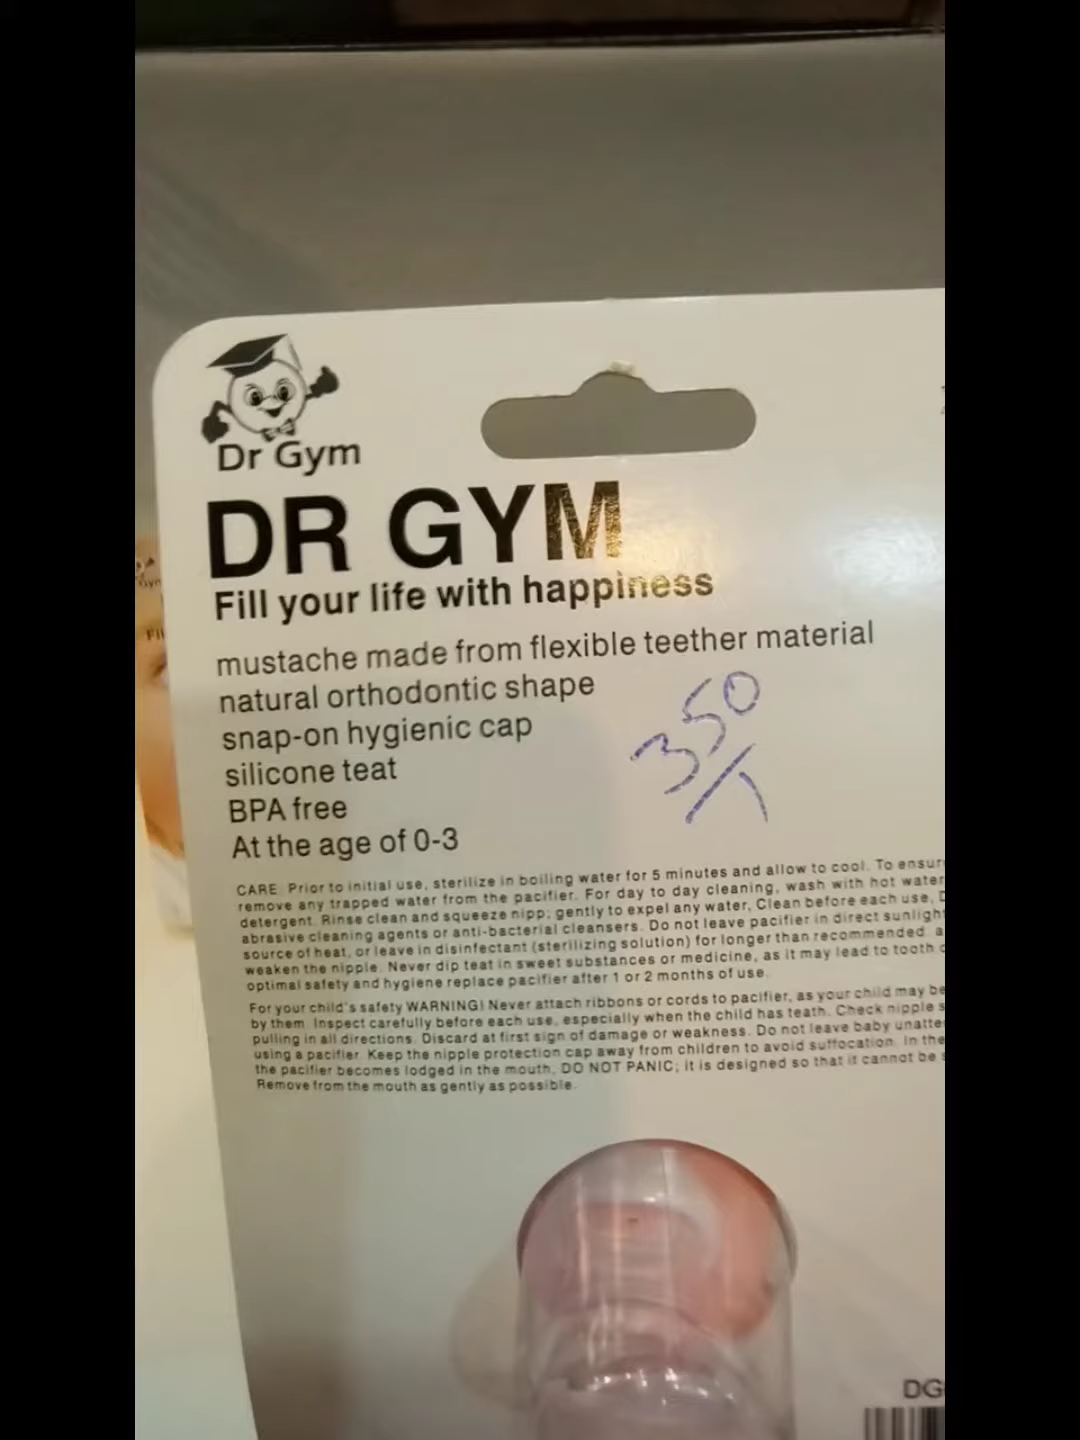 Dr Gym
DR GYM
Fill your life with happiness
mustache made from flexible teether material
natural orthodontic shape
snap-on hygienic cap
silicone teat
BPA free
At the age of 0-3
350
CARE: Prior to initial use, sterilize in boiling water for 5 minutes and allow to cool. To ensur
remove any trapped water from the pacifier. For day to day cleaning, wash with hot water
detergent. Rinse clean and squeeze nipp; gently to expel any water, Clean before each use,
abrasive cleaning agents or anti-bacterial cleansers. Do not leave pacifier in direct sunligh
source of heat, or leave in disinfectant (sterilizing solution) for longer than recommended. a
weaken the nipple. Never dip teat in sweet substances or medicine, as it may lead to tooth
optimal safety and hygiene replace pacifier after 1 or 2 months of use.
For your child's safety WARNING! Never attach ribbons or cords to pacifier, as your child may be
by them. Inspect carefully before each use, especially when the child has teath. Check nipple s
pulling in all directions. Discard at first sign of damage or weakness. Do not leave baby unatte
using a pacifier. Keep the nipple protection cap away from children to avoid suffocation. In the
the pacifier becomes lodged in the mouth, DO NOT PANIC; it is designed so that it cannot be s
Remove from the mouth as gently as possible.
DG